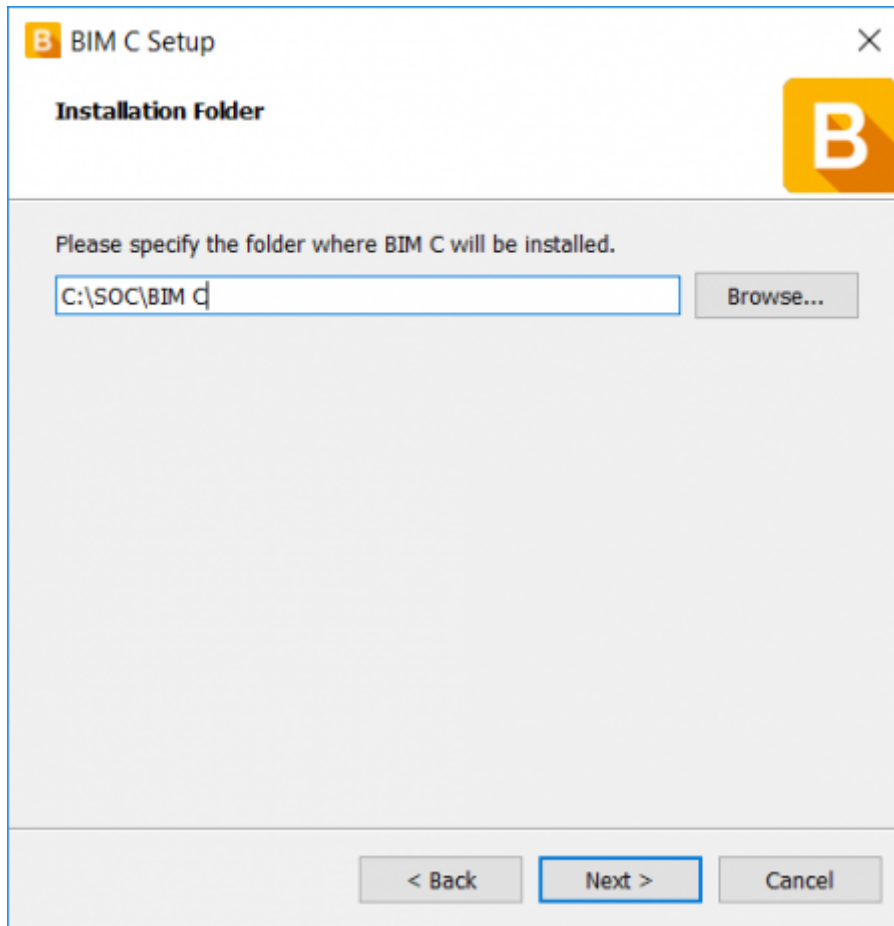 B BIM C Setup
Installation Folder
B
Please specify the folder where BIM C will be installed.
C:\SOC\BIM C
Browse...
< Back
Next >
Cancel